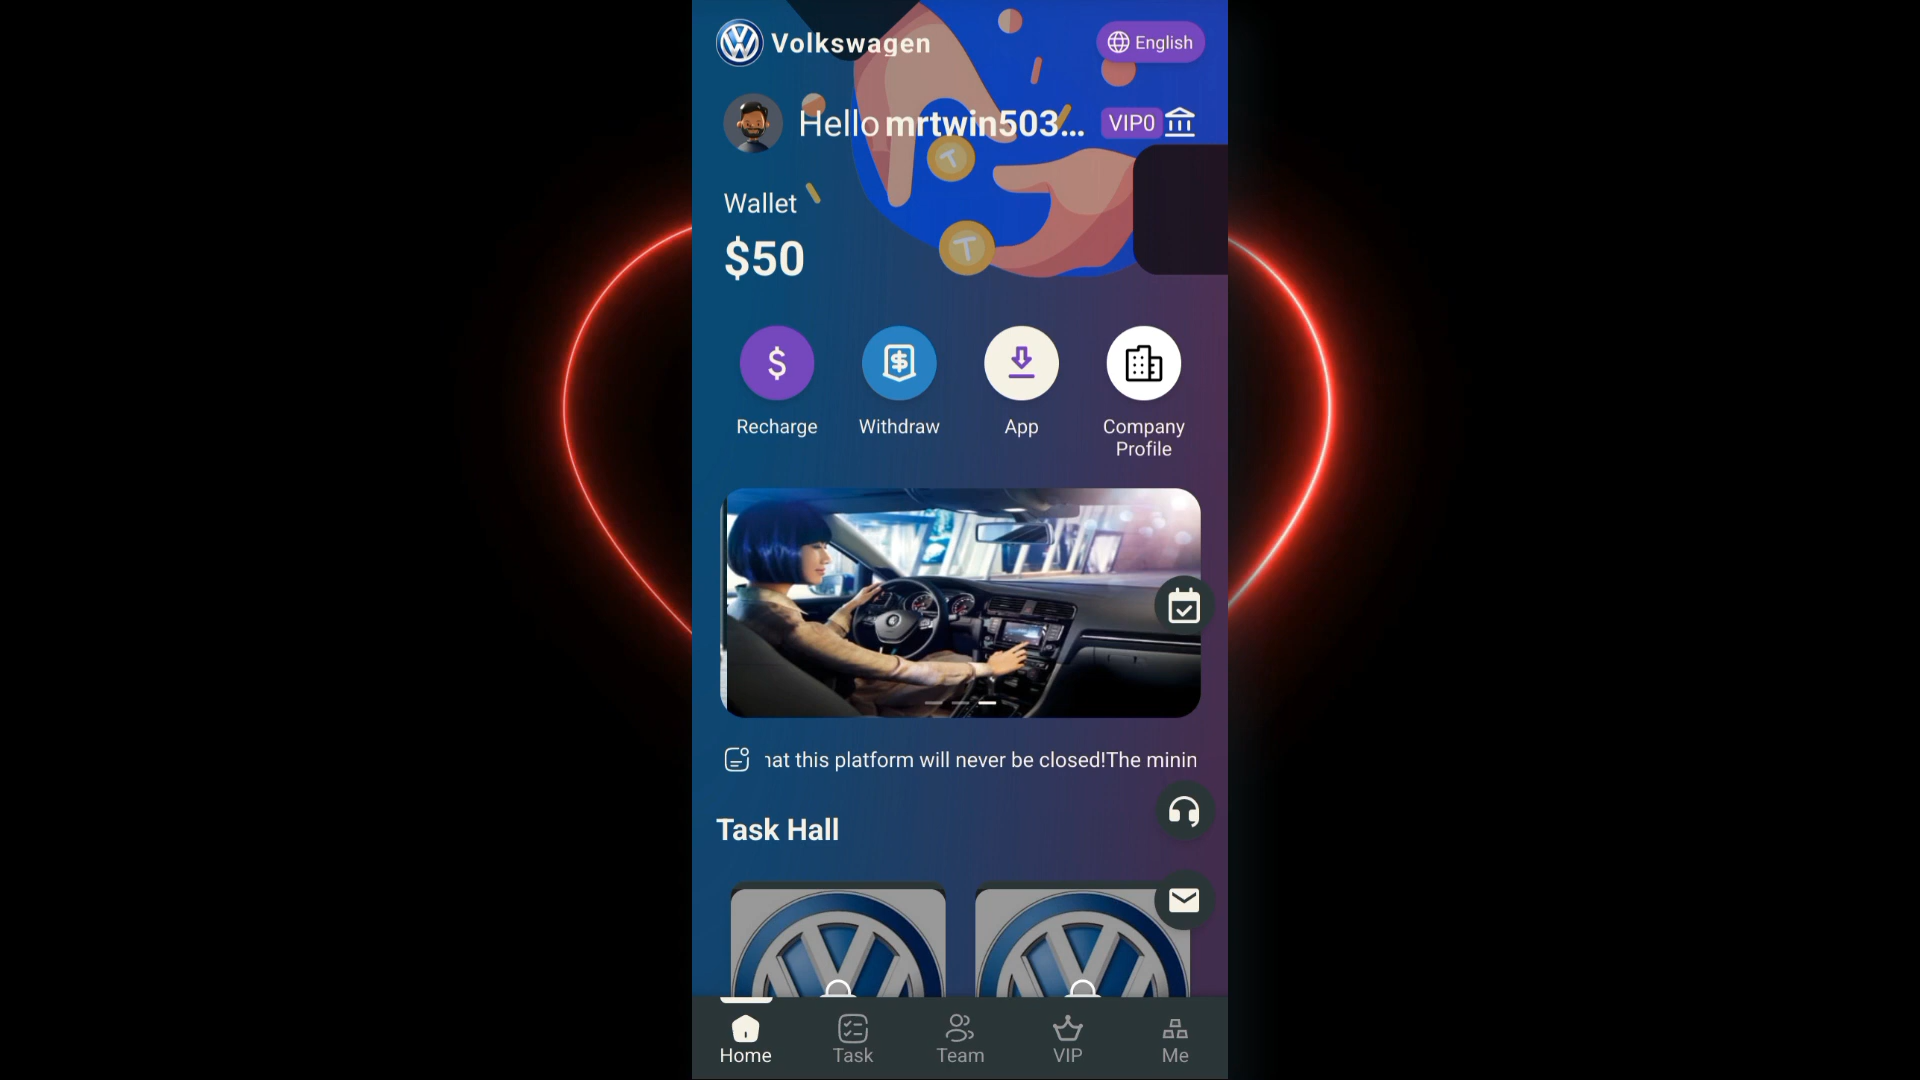 Volkswagen
English
Hello mrtwin503...
VIP0
Wallet
$50
Recharge
Withdraw
App
Company
Profile
hat this platform will never be closed!The minin
Task Hall
Home
Task
Team
VIP
Me